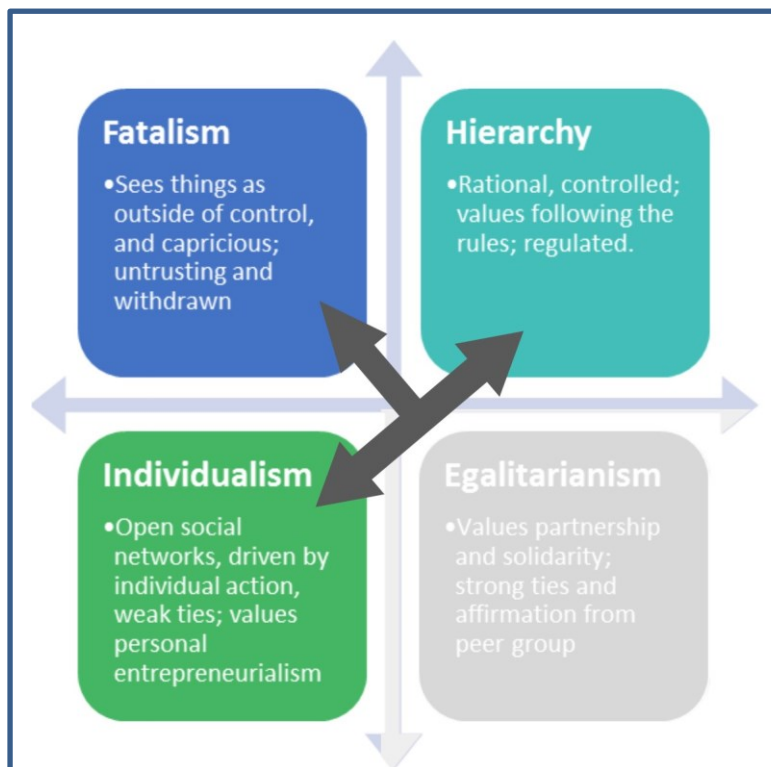 Fatalism
•Sees things as
outside of control,
and capricious;
untrusting and
withdrawn
Hierarchy
•Rational, controlled;
values following the
rules; regulated.
Individualism
•Open social
networks, driven by
individual action,
weak ties; values
personal
entrepreneurialism
Egalitarianism
•Values partnership
and solidarity;
strong ties and
affirmation from
peer group